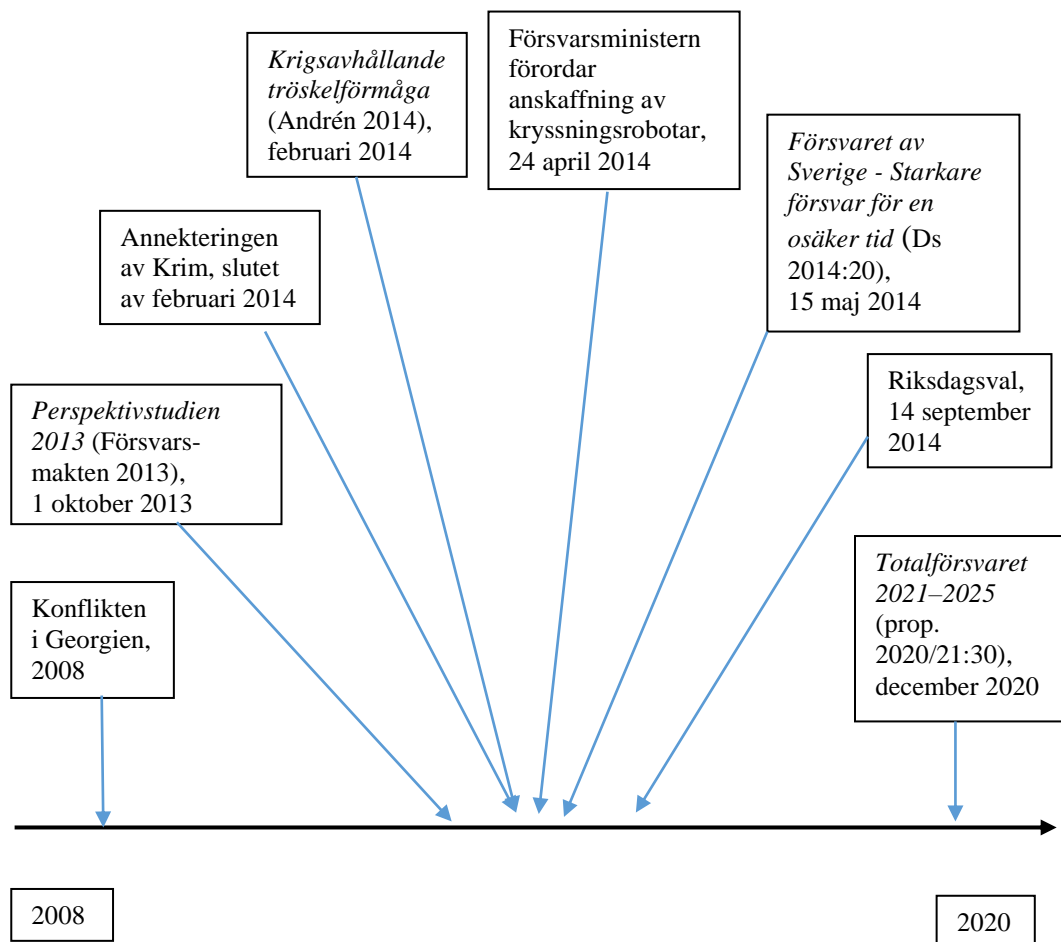 Krigsavhållande
tröskelförmåga
(Andrén 2014),
februari 2014
Försvarsministern
förordar
anskaffning av
kryssningsrobotar,
24 april 2014
Försvaret av
Sverige - Starkare
försvar för en
osäker tid (Ds
2014:20),
15 maj 2014
Annekteringen
av Krim, slutet
av februari 2014
Riksdagsval,
14 september
2014
Perspektivstudien
2013 (Försvars-
makten 2013),
1 oktober 2013
Totalförsvaret
2021–2025
(prop.
2020/21:30),
december 2020
Konflikten
i Georgien,
2008
2008
2020